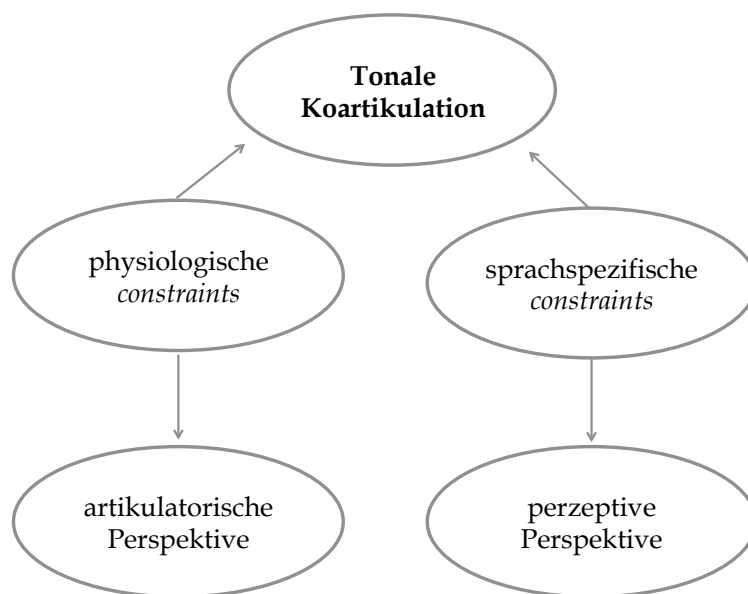 Tonale
Koartikulation
physiologische
constraints
sprachspezifische
constraints
artikulatorische
Perspektive
perzeptive
Perspektive